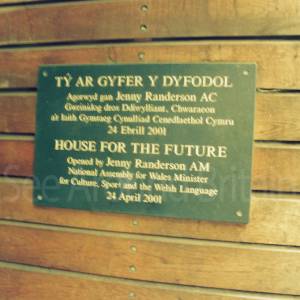 TŶ AR GYFER Y DYFODOL
Agorwyd gan Jenny Randerson AC
Gweinidog dros Ddiwylliant, Chwaraeon
a'r Iaith Gymraeg Cynulliad Cenedlaethol Cymru
24 Ebrill 2001
HOUSE FOR THE FUTURE
Opened by Jenny Randerson AM
National Assembly for Wales Minister
for Culture, Sport and the Welsh Language
24 April 2001